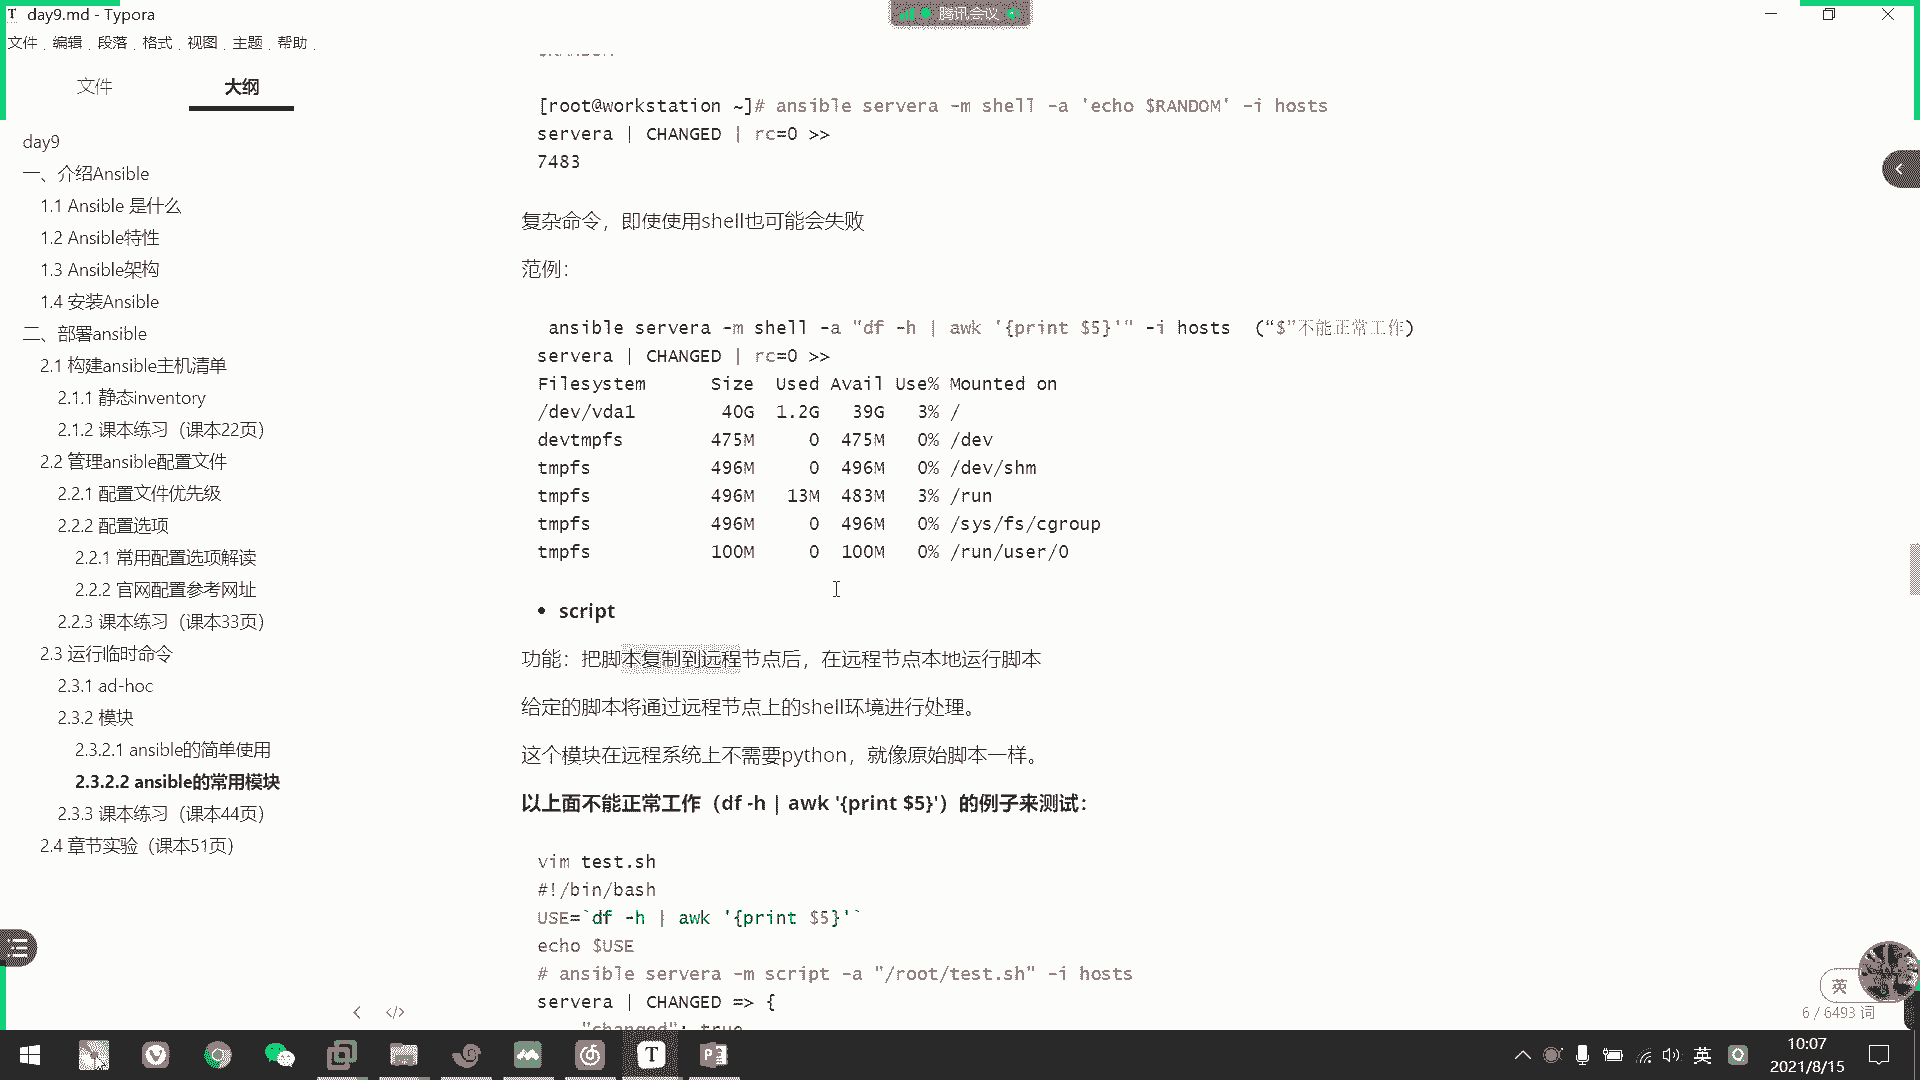 day9.md - Typora
腾讯会议
文件 编辑 段落 格式 视图 主题 帮助
文件 大纲
day9
一、介绍Ansible
1.1 Ansible 是什么
1.2 Ansible特性
1.3 Ansible架构
1.4 安装Ansible
二、部署ansible
2.1 构建ansible主机清单
2.1.1 静态inventory
2.1.2 课本练习（课本22页）
2.2 管理ansible配置文件
2.2.1 配置文件优先级
2.2.2 配置选项
2.2.1 常用配置选项解读
2.2.2 官网配置参考网址
2.2.3 课本练习（课本33页）
2.3 运行临时命令
2.3.1 ad-hoc
2.3.2 模块
2.3.2.1 ansible的简单使用
2.3.2.2 ansible的常用模块
2.3.3 课本练习（课本44页）
2.4 章节实验（课本51页）
[root@workstation ~]# ansible servera -m shell -a 'echo $RANDOM' -i hosts
servera | CHANGED | rc=0 >>
7483
复杂命令，即使使用shell也可能会失败
范例：
ansible servera -m shell -a "df -h | awk '{print $5}'" -i hosts （“$”不能正常工作）
servera | CHANGED | rc=0 >>
Filesystem Size Used Avail Use% Mounted on
/dev/vda1 40G 1.2G 39G 3% /
devtmpfs 475M 0 475M 0% /dev
tmpfs 496M 0 496M 0% /dev/shm
tmpfs 496M 13M 483M 3% /run
tmpfs 496M 0 496M 0% /sys/fs/cgroup
tmpfs 100M 0 100M 0% /run/user/0
• script
功能：把脚本复制到远程节点后，在远程节点本地运行脚本
给定的脚本将通过远程节点上的shell环境进行处理。
这个模块在远程系统上不需要python，就像原始脚本一样。
以上面不能正常工作（df -h | awk '{print $5}'）的例子来测试：
vim test.sh
#!/bin/bash
USE=`df -h | awk '{print $5}'`
echo $USE
# ansible servera -m script -a "/root/test.sh" -i hosts
servera | CHANGED => {
"changed": true
英
6 / 6493 词
英
10:07
2021/8/15